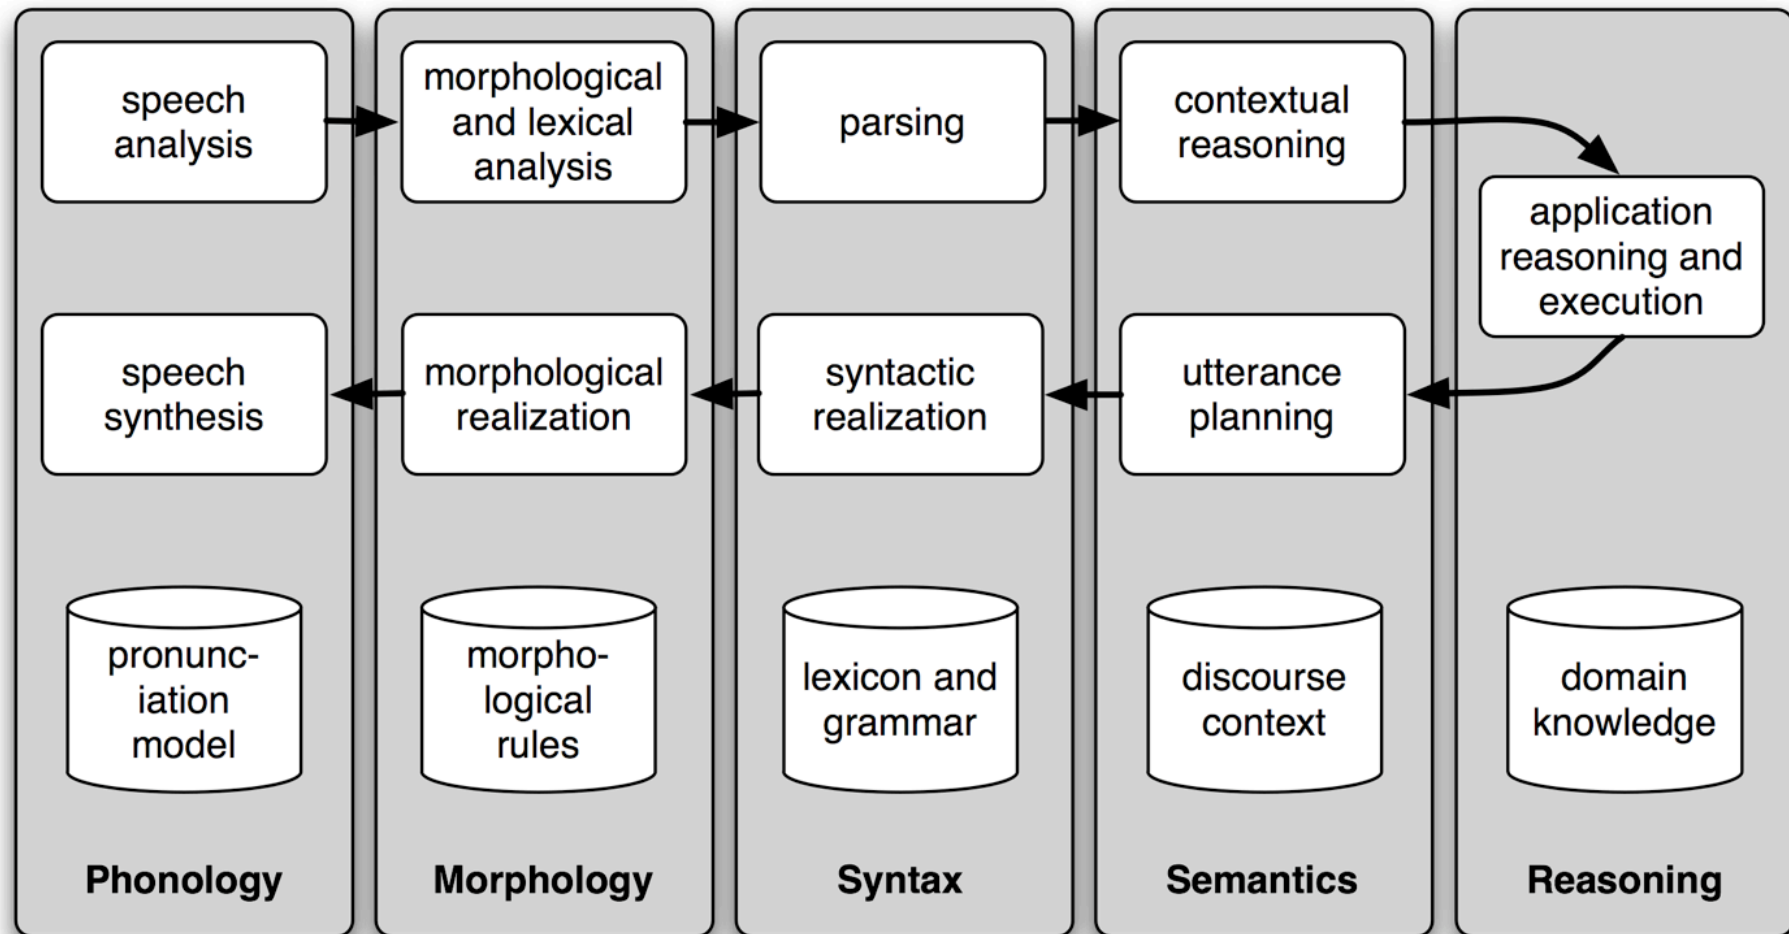 speech
analysis
morphological
and lexical
analysis
parsing
contextual
reasoning
application
reasoning and
execution
speech
synthesis
morphological
realization
syntactic
realization
utterance
planning
pronunc-
iation
model
morpho-
logical
rules
lexicon and
grammar
discourse
context
domain
knowledge
Phonology
Morphology
Syntax
Semantics
Reasoning